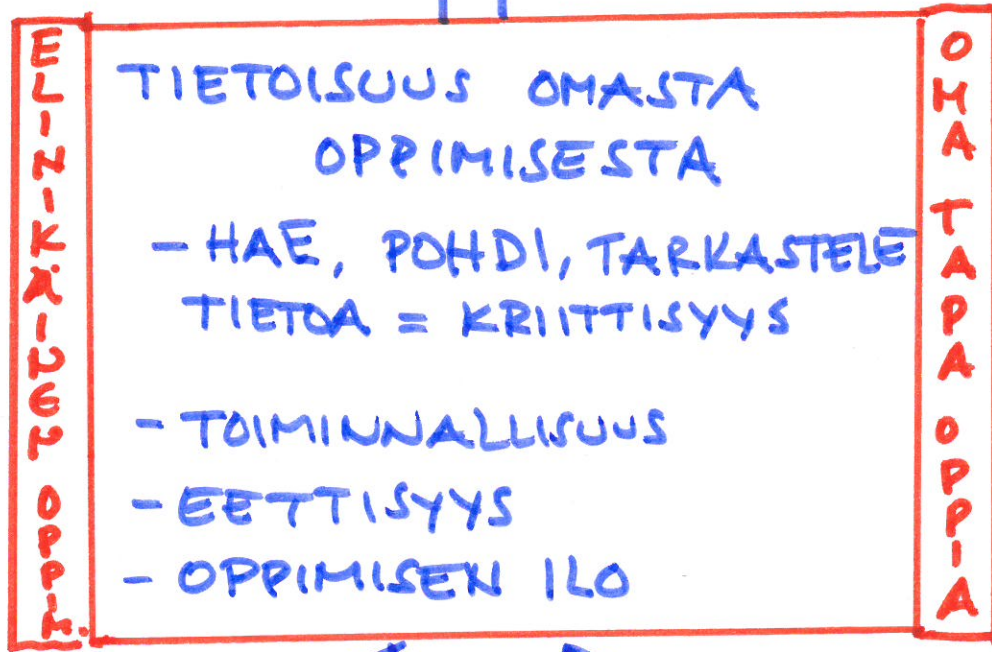 ELINIKÄINEN OPPIM.
TIETOISUUS OMASTA
OPPIMISESTA
- HAE, POHDI, TARKASTELE
TIETOA = KRIITTISYYS
- TOIMINNALLISUUS
- EETTISYYS
- OPPIMISEN ILO
OMA TAPA OPPIA